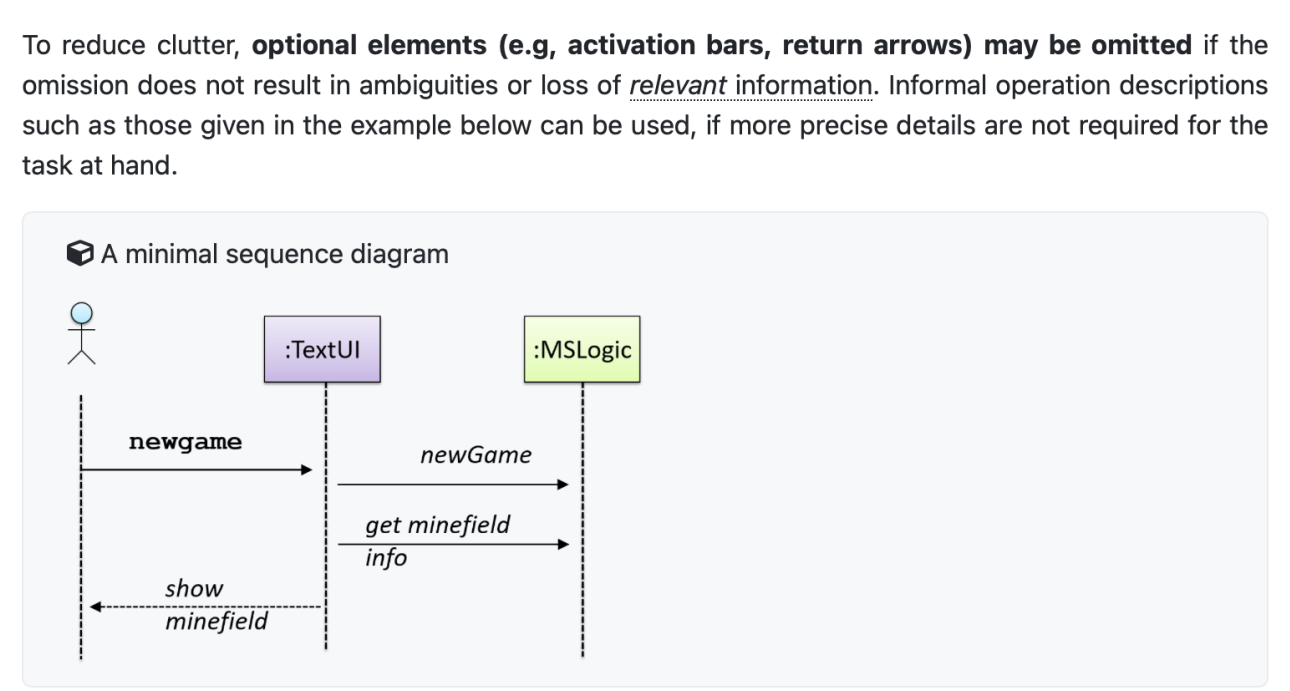 To reduce clutter, optional elements (e.g, activation bars, return arrows) may be omitted if the
omission does not result in ambiguities or loss of relevant information. Informal operation descriptions
such as those given in the example below can be used, if more precise details are not required for the
task at hand.
A minimal sequence diagram
:TextUI
:MSLogic
newgame
newGame
get minefield
info
show
minefield